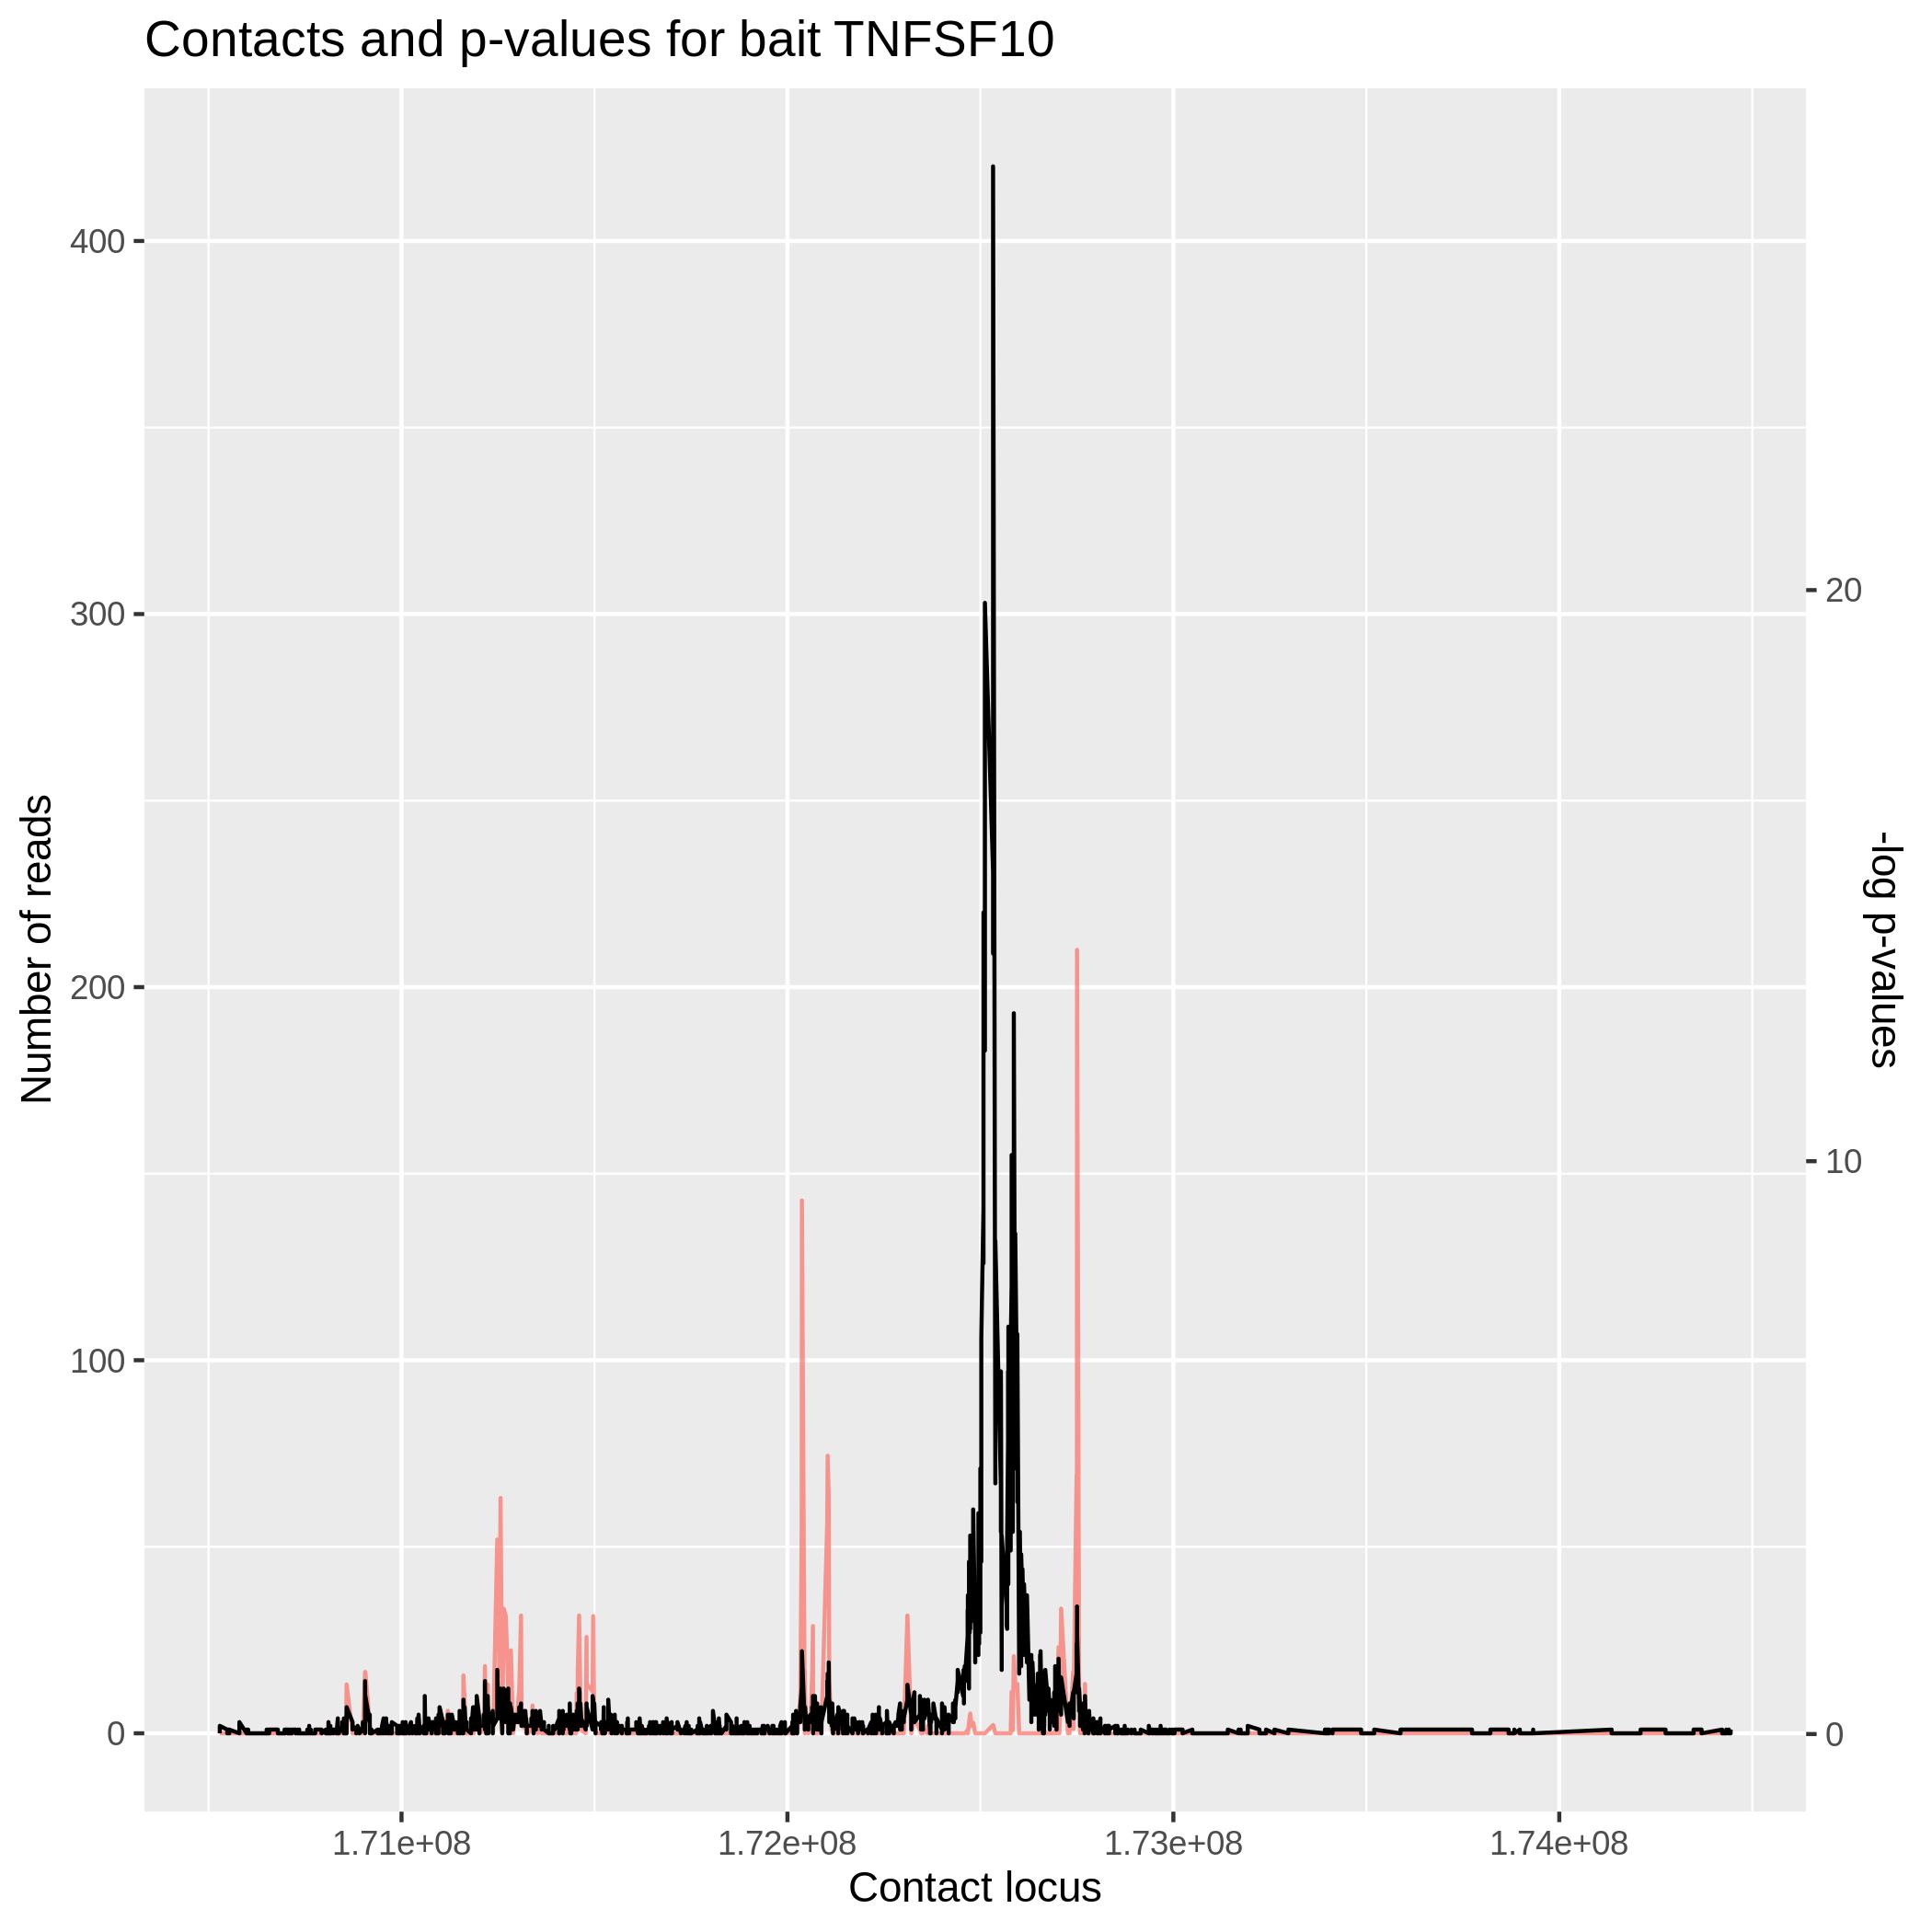 Contacts and p-values for bait TNFSF10
400
300
200
100
0
Number of reads
20
10
0
-log p-values
1.71e+08
1.72e+08
1.73e+08
1.74e+08
Contact locus